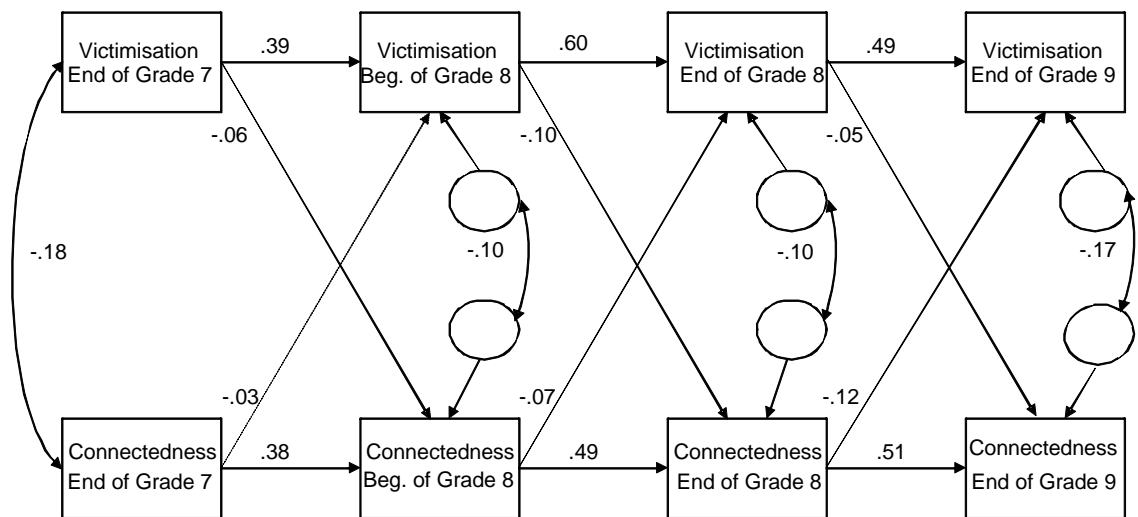 Victimisation
End of Grade 7
.39
Victimisation
Beg. of Grade 8
.60
Victimisation
End of Grade 8
.49
Victimisation
End of Grade 9
-.06
-.10
-.05
-.18
-.10
-.10
-.17
-.03
-.07
-.12
Connectedness
End of Grade 7
.38
Connectedness
Beg. of Grade 8
.49
Connectedness
End of Grade 8
.51
Connectedness
End of Grade 9